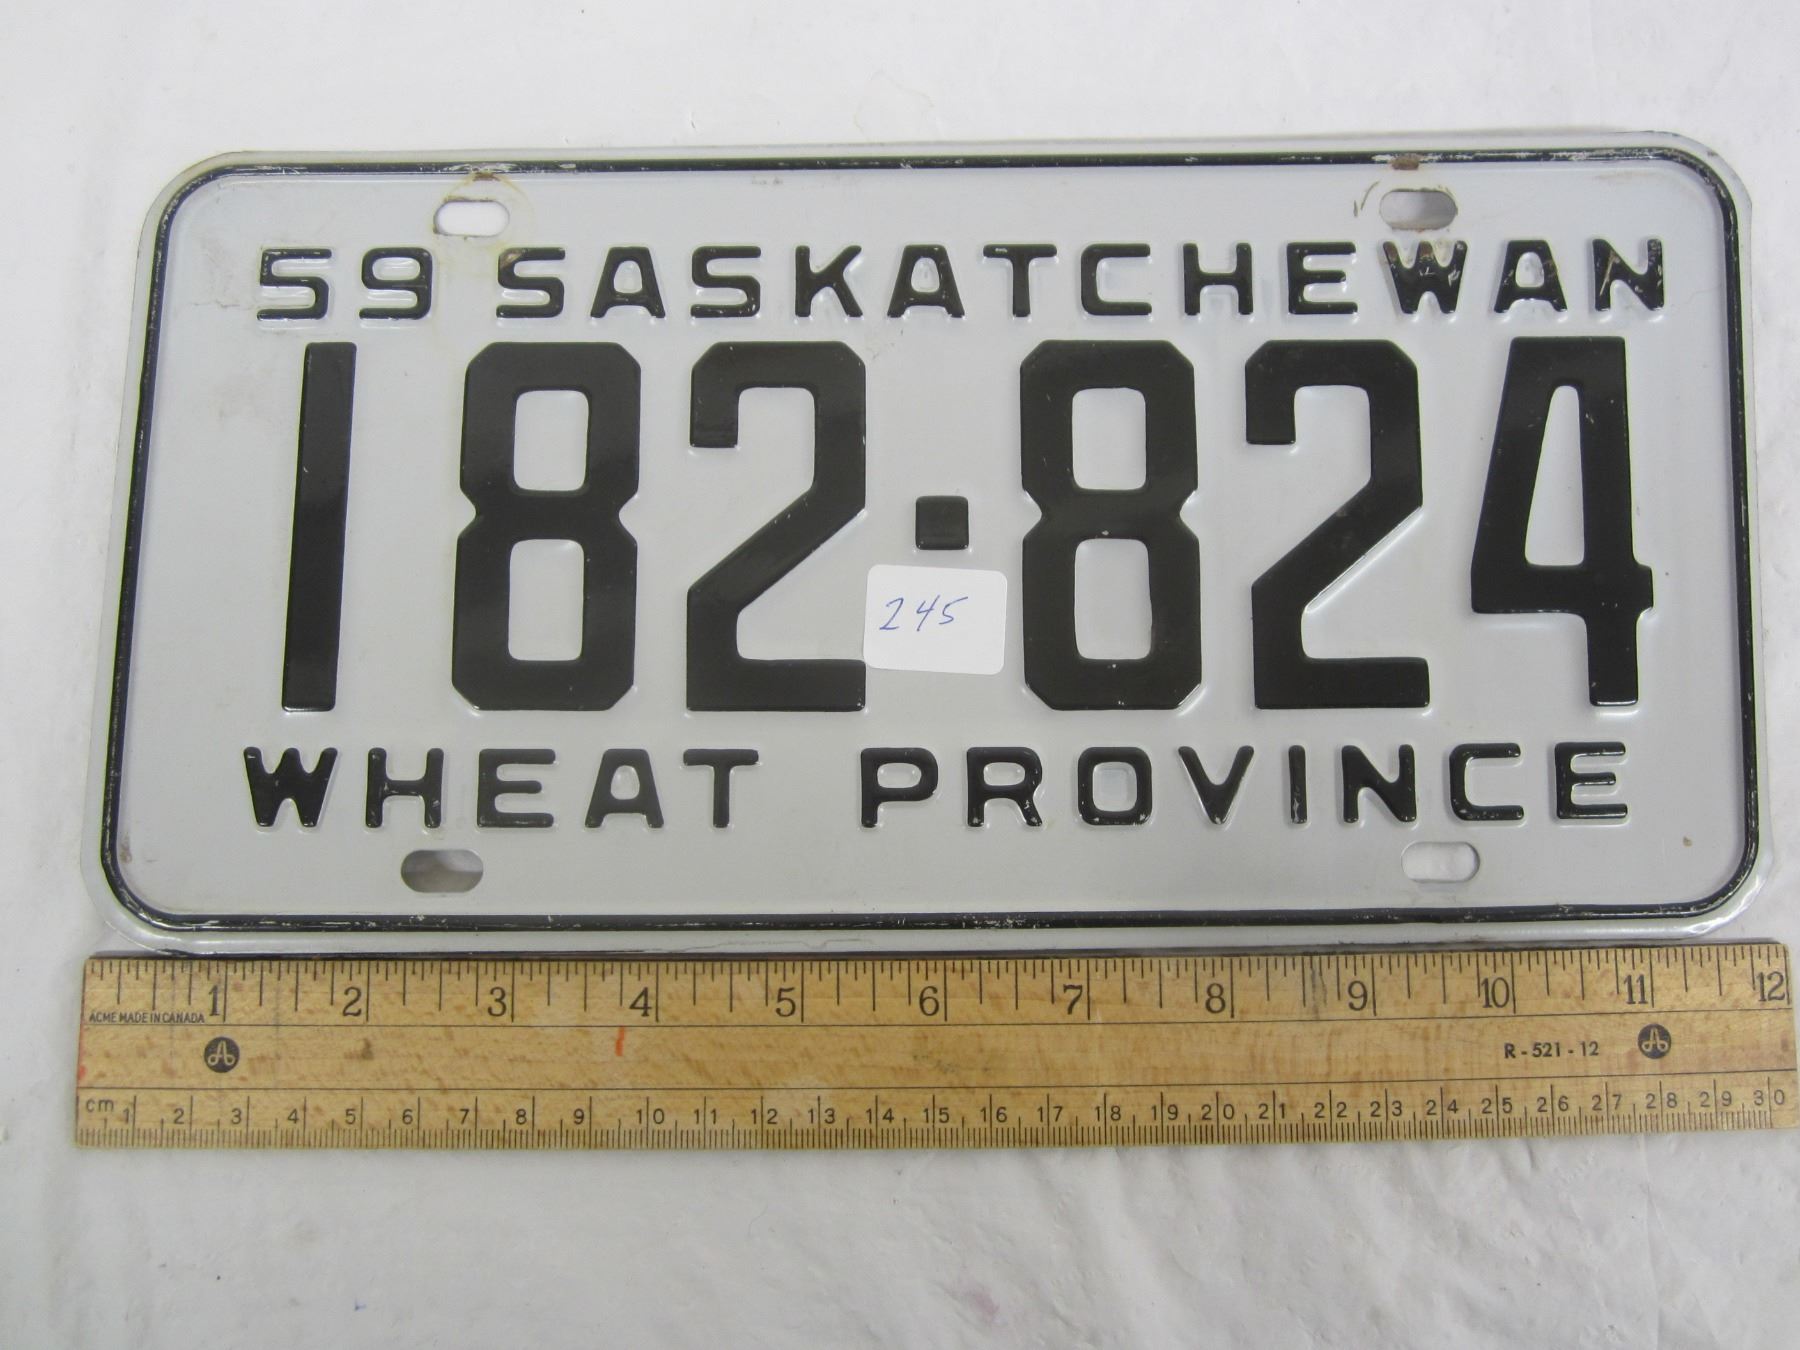 59 SASKATCHEWAN
182·824
245
WHEAT PROVINCE
1 2 3 4 5 6 7 8 9 10 11 12
ACME MADE IN CANADA
R-521-12
cm 1 2 3 4 5 6 7 8 9 10 11 12 13 14 15 16 17 18 19 20 21 22 23 24 25 26 27 28 29 30